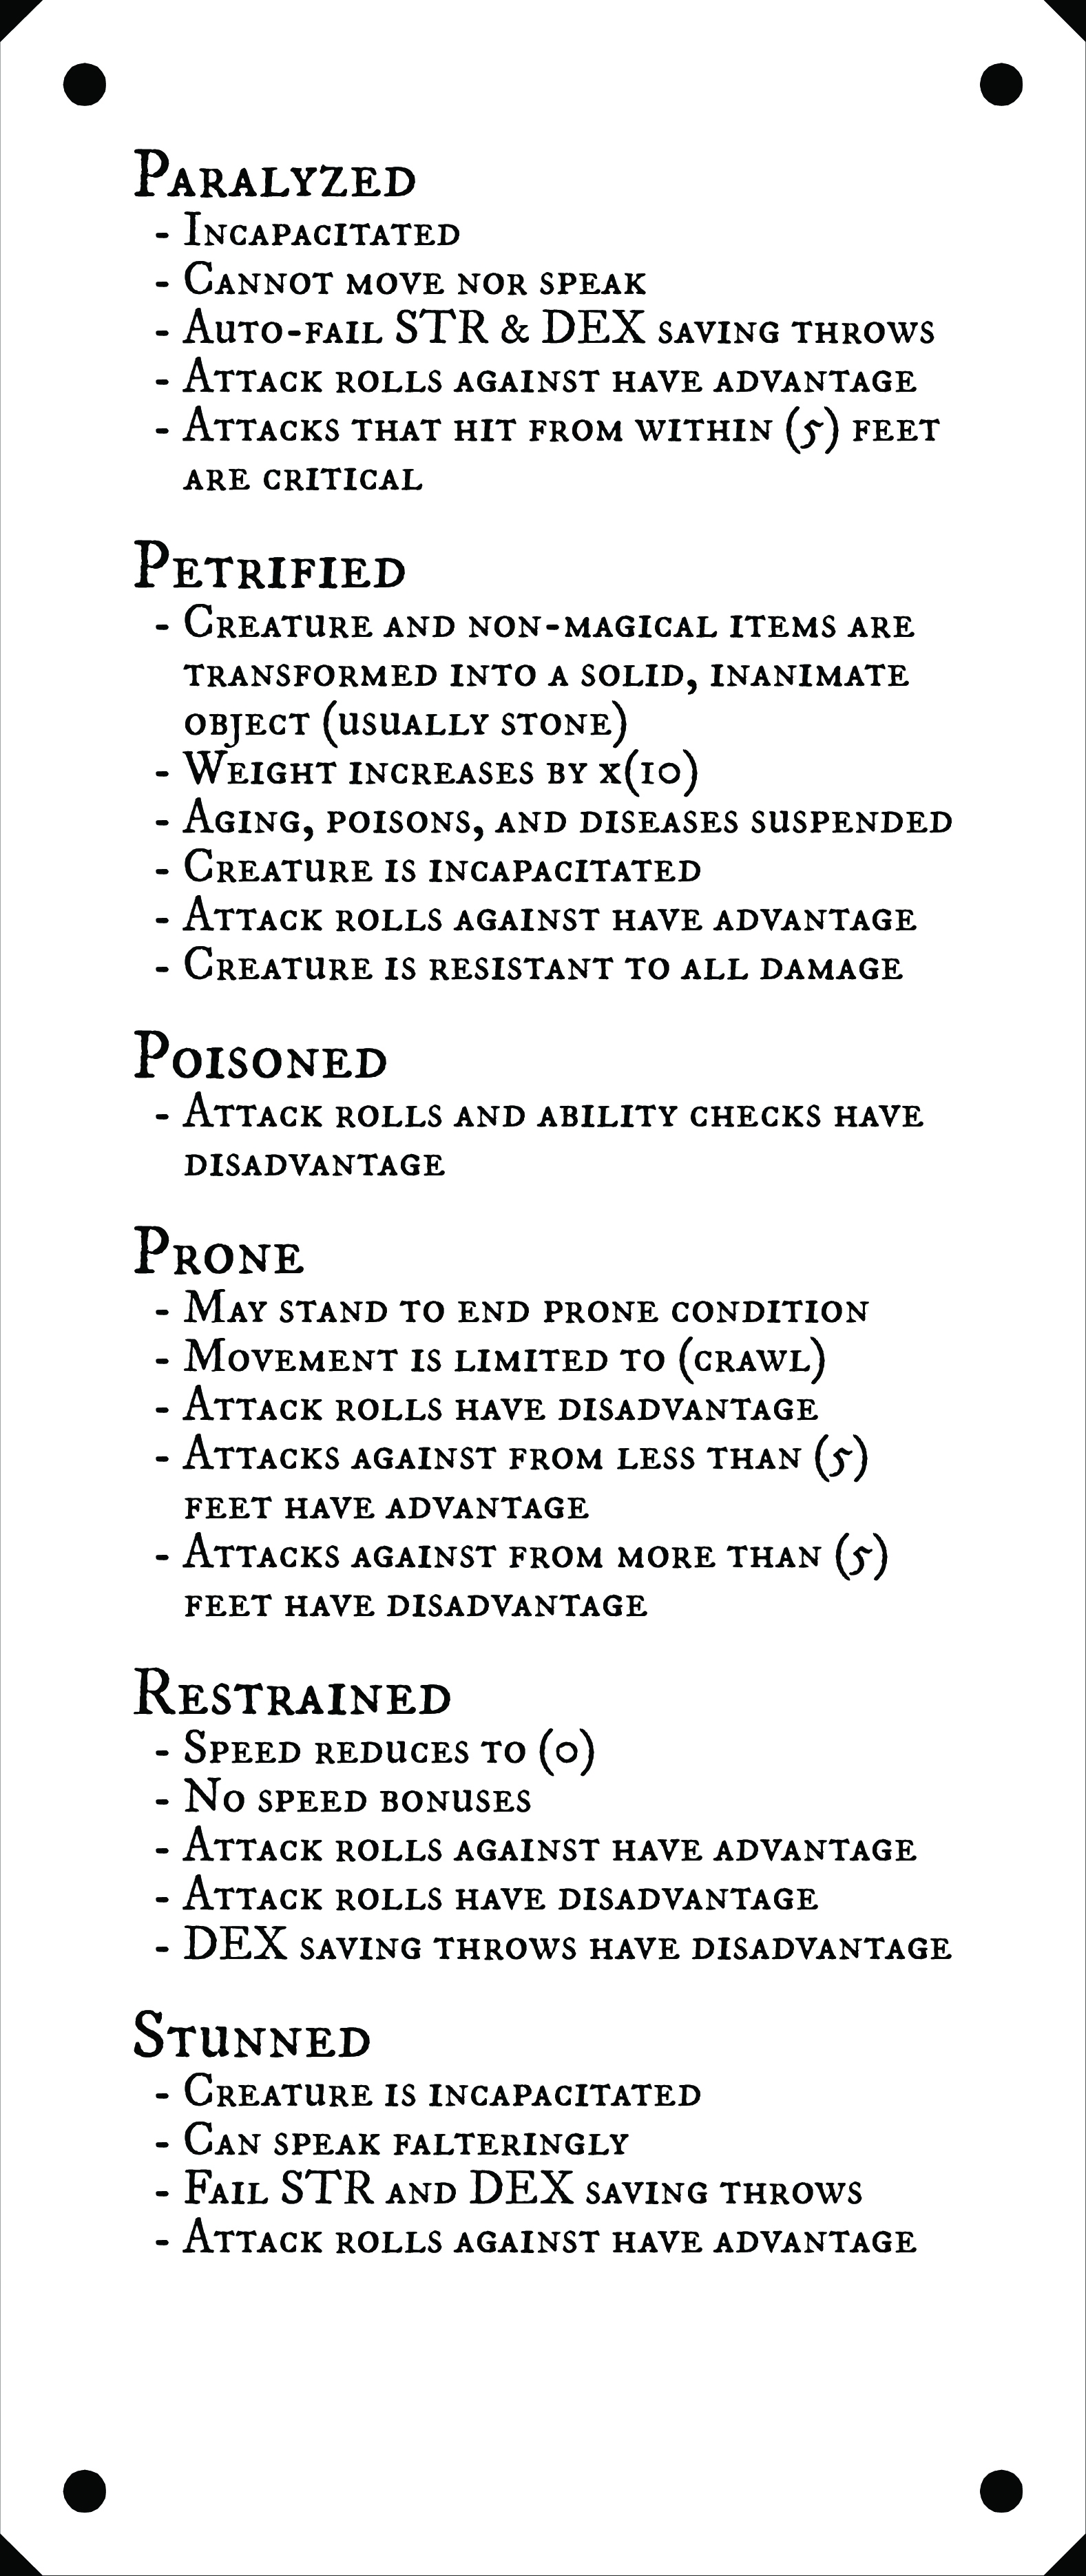 Paralyzed
- Incapacitated
- Cannot move nor speak
- Auto-fail STR & DEX saving throws
- Attack rolls against have advantage
- Attacks that hit from within (5) feet
are critical
Petrified
- Creature and non-magical items are
transformed into a solid, inanimate
object (usually stone)
- Weight increases by x(10)
- Aging, poisons, and diseases suspended
- Creature is incapacitated
- Attack rolls against have advantage
- Creature is resistant to all damage
Poisoned
- Attack rolls and ability checks have
disadvantage
Prone
- May stand to end prone condition
- Movement is limited to (crawl)
- Attack rolls have disadvantage
- Attacks against from less than (5)
feet have advantage
- Attacks against from more than (5)
feet have disadvantage
Restrained
- Speed reduces to (0)
- No speed bonuses
- Attack rolls against have advantage
- Attack rolls have disadvantage
- DEX saving throws have disadvantage
Stunned
- Creature is incapacitated
- Can speak falteringly
- Fail STR and DEX saving throws
- Attack rolls against have advantage